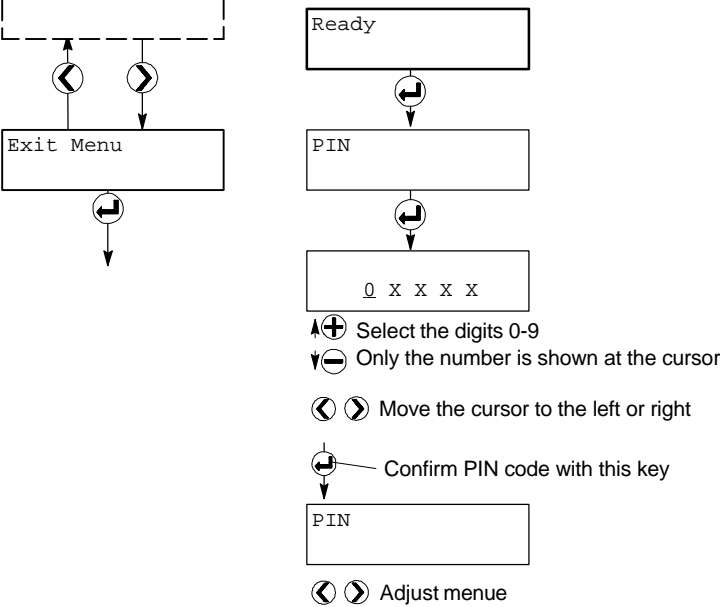 Exit Menu
Ready
PIN
0 X X X X
Select the digits 0-9
Only the number is shown at the cursor
Move the cursor to the left or right
Confirm PIN code with this key
PIN
Adjust menue